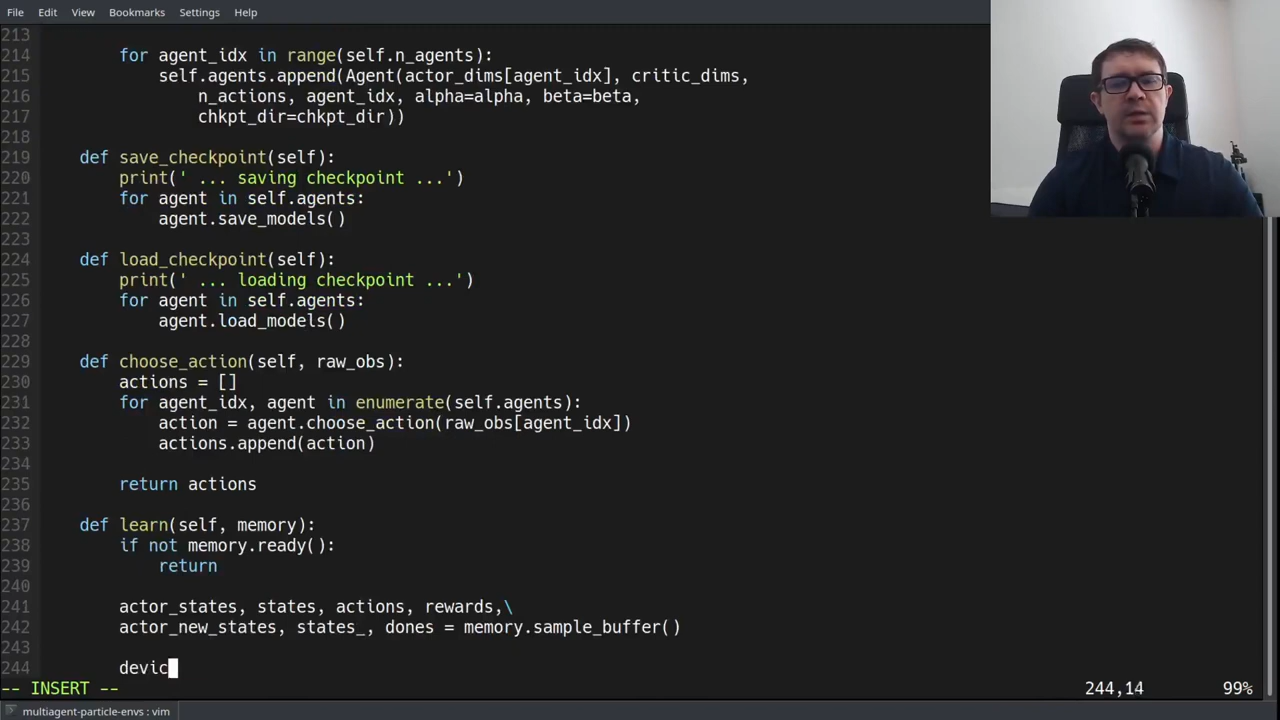 File Edit View Bookmarks Settings Help
213
214 for agent_idx in range(self.n_agents):
215 self.agents.append(Agent(actor_dims[agent_idx], critic_dims,
216 n_actions, agent_idx, alpha=alpha, beta=beta,
217 chkpt_dir=chkpt_dir))
218
219 def save_checkpoint(self):
220 print(' ... saving checkpoint ...')
221 for agent in self.agents:
222 agent.save_models()
223
224 def load_checkpoint(self):
225 print(' ... loading checkpoint ...')
226 for agent in self.agents:
227 agent.load_models()
228
229 def choose_action(self, raw_obs):
230 actions = []
231 for agent_idx, agent in enumerate(self.agents):
232 action = agent.choose_action(raw_obs[agent_idx])
233 actions.append(action)
234
235 return actions
236
237 def learn(self, memory):
238 if not memory.ready():
239 return
240
241 actor_states, states, actions, rewards,\
242 actor_new_states, states_, dones = memory.sample_buffer()
243
244 devic
-- INSERT -- 244,14 99%
multiagent-particle-envs : vim